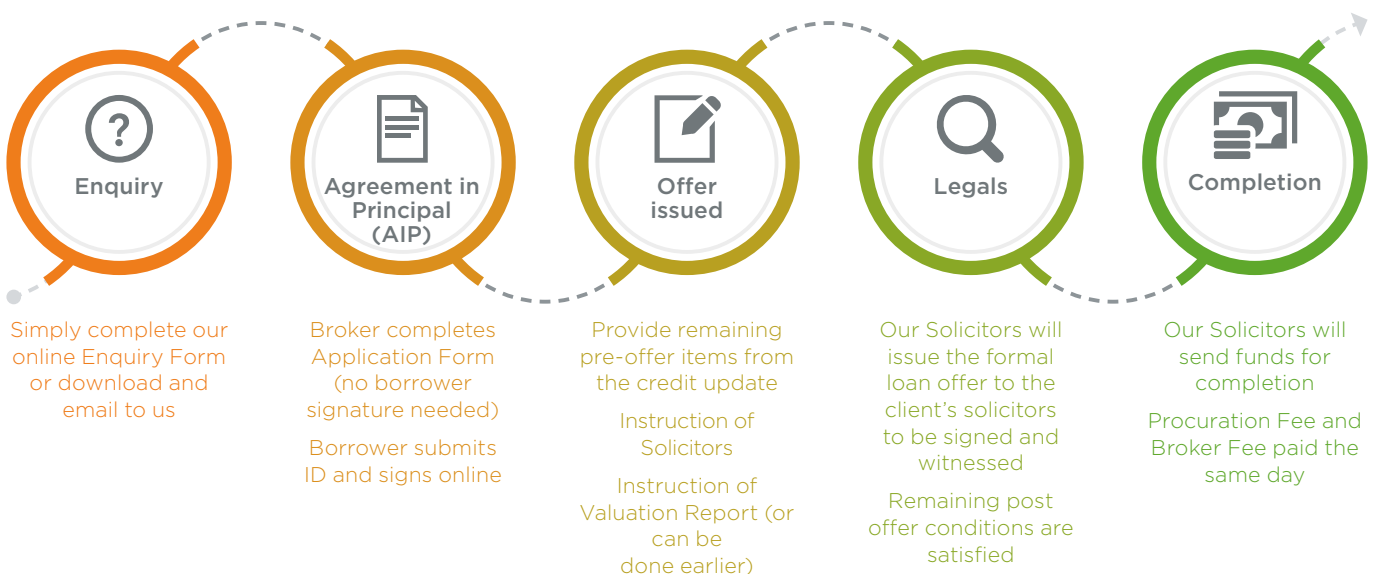 ?
Enquiry
Simply complete our
online Enquiry Form
or download and
email to us
Agreement in
Principal
(AIP)
Broker completes
Application Form
(no borrower
signature needed)
Borrower submits
ID and signs online
Offer
issued
Provide remaining
pre-offer items from
the credit update
Instruction of
Solicitors
Instruction of
Valuation Report (or
can be
done earlier)
Legals
Our Solicitors will
issue the formal
loan offer to the
client's solicitors
to be signed and
witnessed
Remaining post
offer conditions are
satisfied
Completion
Our Solicitors will
send funds for
completion
Procuration Fee and
Broker Fee paid the
same day